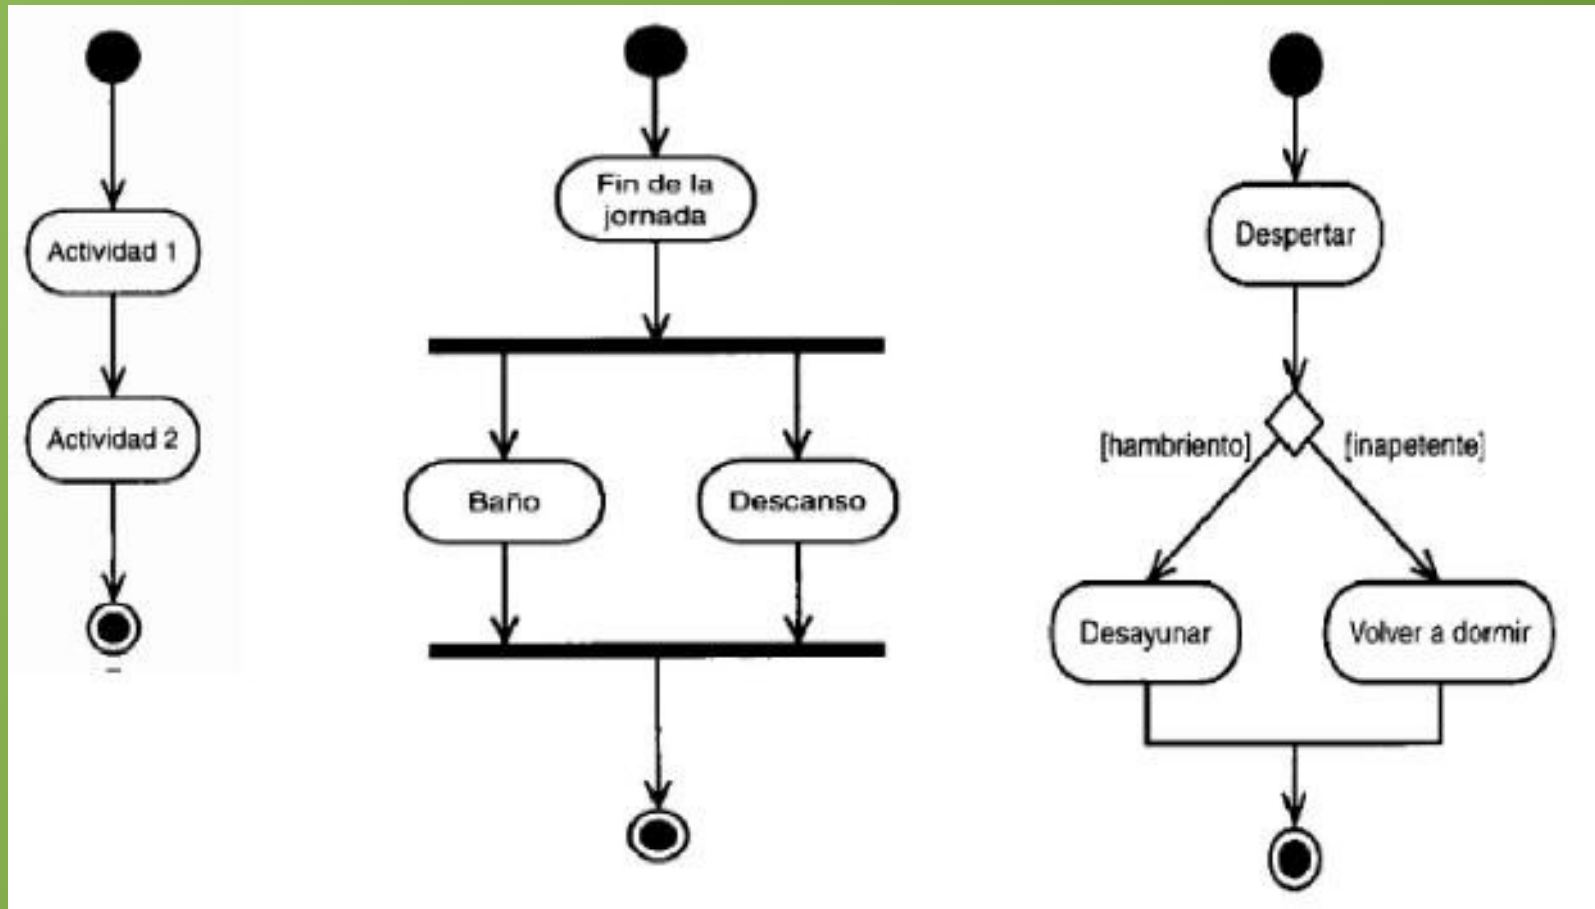 Actividad 1
Actividad 2
Fin de la
jornada
Baño
Descanso
Despertar
[hambriento]
[inapetente]
Desayunar
Volver a dormir